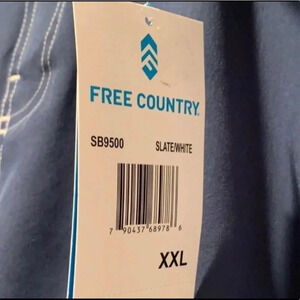 FREE COUNTRY
SB9500 SLATE/WHITE
7 90437 68978 6
XXL